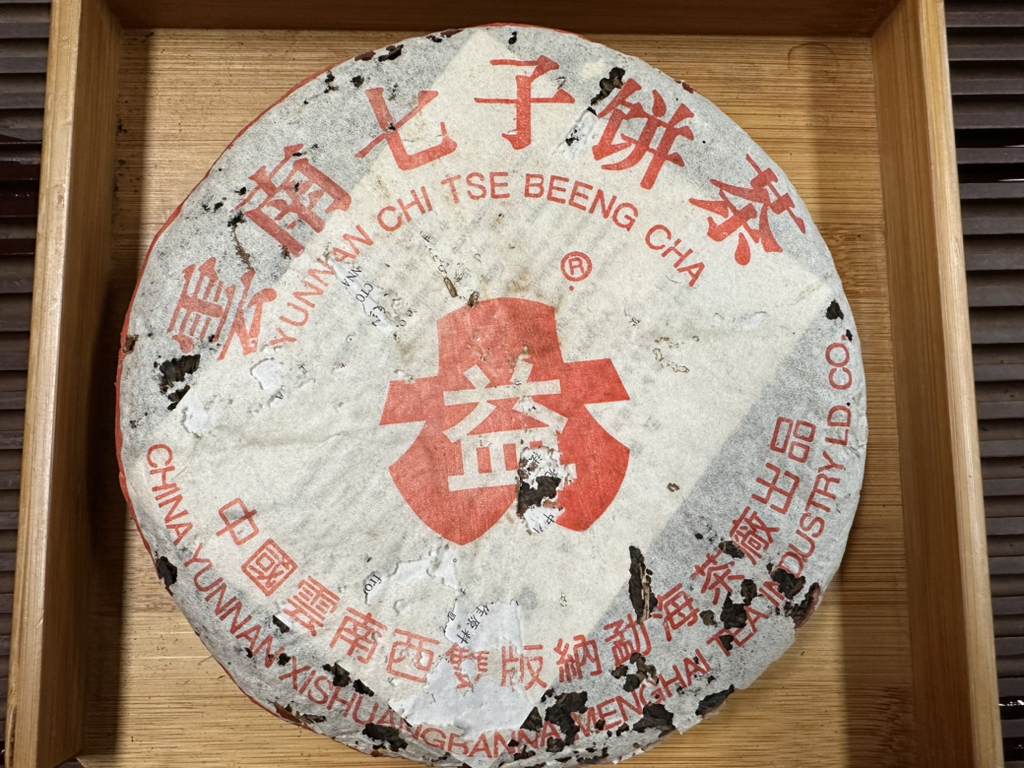 雲南七子饼茶
YUNNAN CHI TSE BEENG CHA
®
益
中國雲南西雙版納勐海茶廠出品
CHINA YUNNAN XISHUANGBANNA MENGHAI TEA INDUSTRY LD. CO.